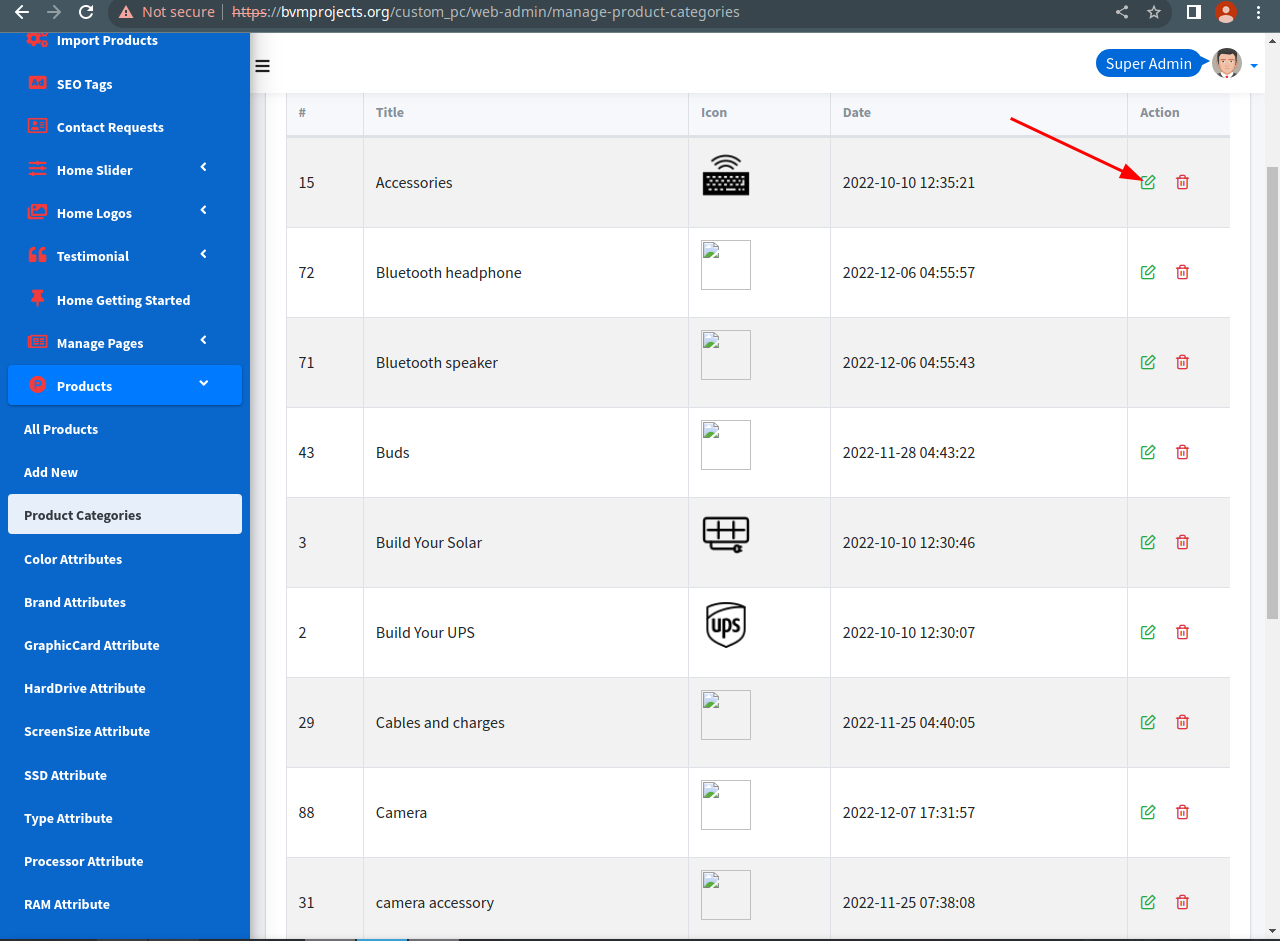 Not secure
https://bvmprojects.org/custom_pc/web-admin/manage-product-categories
Import Products
SEO Tags
Contact Requests
Home Slider
Home Logos
Testimonial
Home Getting Started
Manage Pages
Products
All Products
Add New
Product Categories
Color Attributes
Brand Attributes
GraphicCard Attribute
HardDrive Attribute
ScreenSize Attribute
SSD Attribute
Type Attribute
Processor Attribute
RAM Attribute
Super Admin
# Title Icon Date Action
15 Accessories 2022-10-10 12:35:21
72 Bluetooth headphone 2022-12-06 04:55:57
71 Bluetooth speaker 2022-12-06 04:55:43
43 Buds 2022-11-28 04:43:22
3 Build Your Solar 2022-10-10 12:30:46
2 Build Your UPS ups 2022-10-10 12:30:07
29 Cables and charges 2022-11-25 04:40:05
88 Camera 2022-12-07 17:31:57
31 camera accessory 2022-11-25 07:38:08